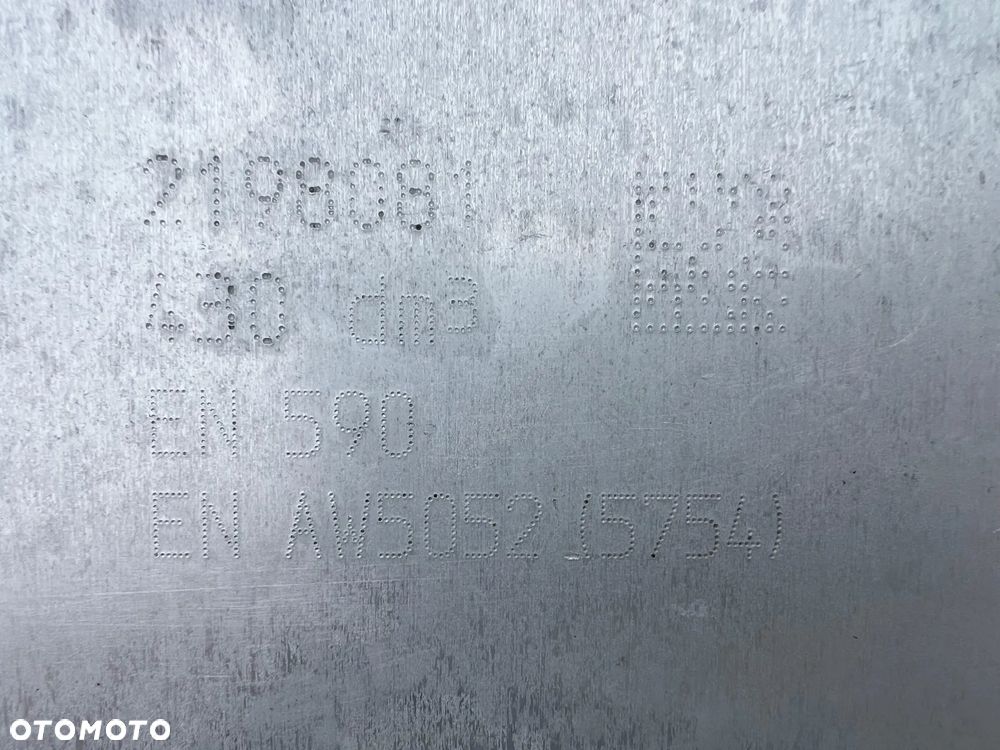 2198081
430 dm³
EN 590
EN AW5052 (5754)
OTOMOTO